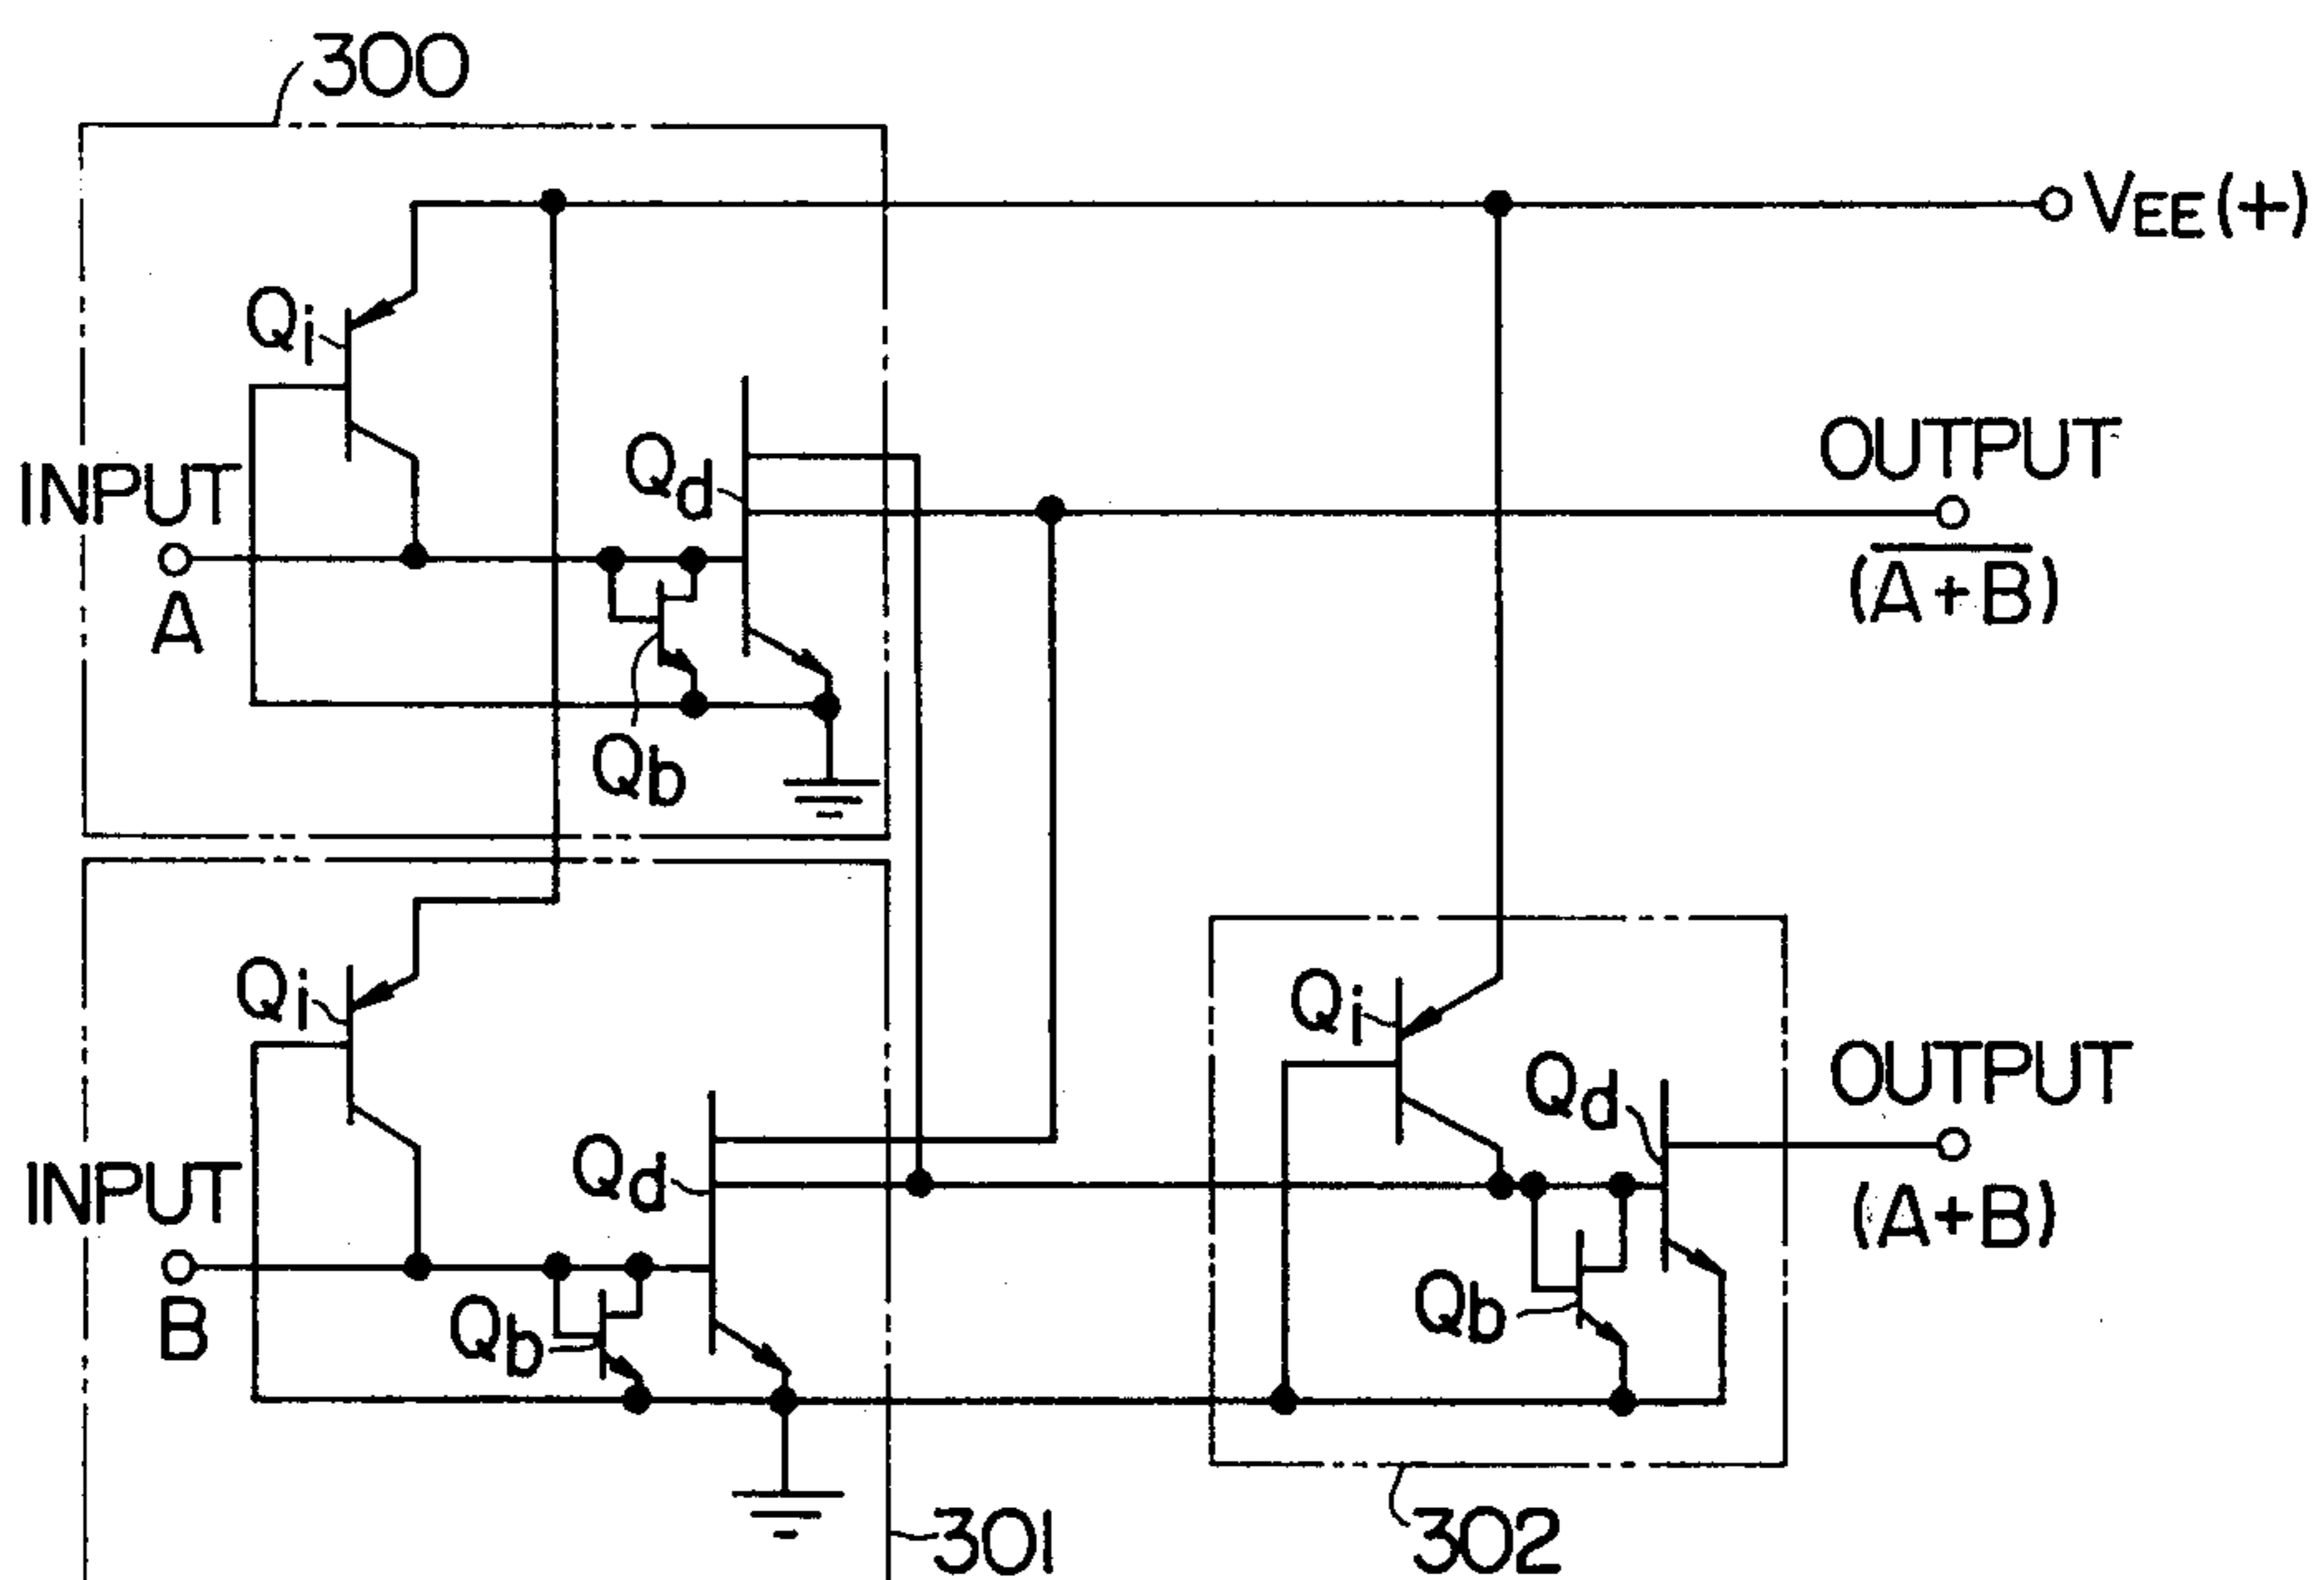 300
VEE(+)
Qi
Qd
INPUT
A
OUTPUT
(A+B)
Qb
Qi
Qi
Qd
OUTPUT
(A+B)
Qd
INPUT
B
Qb
Qb
301
302